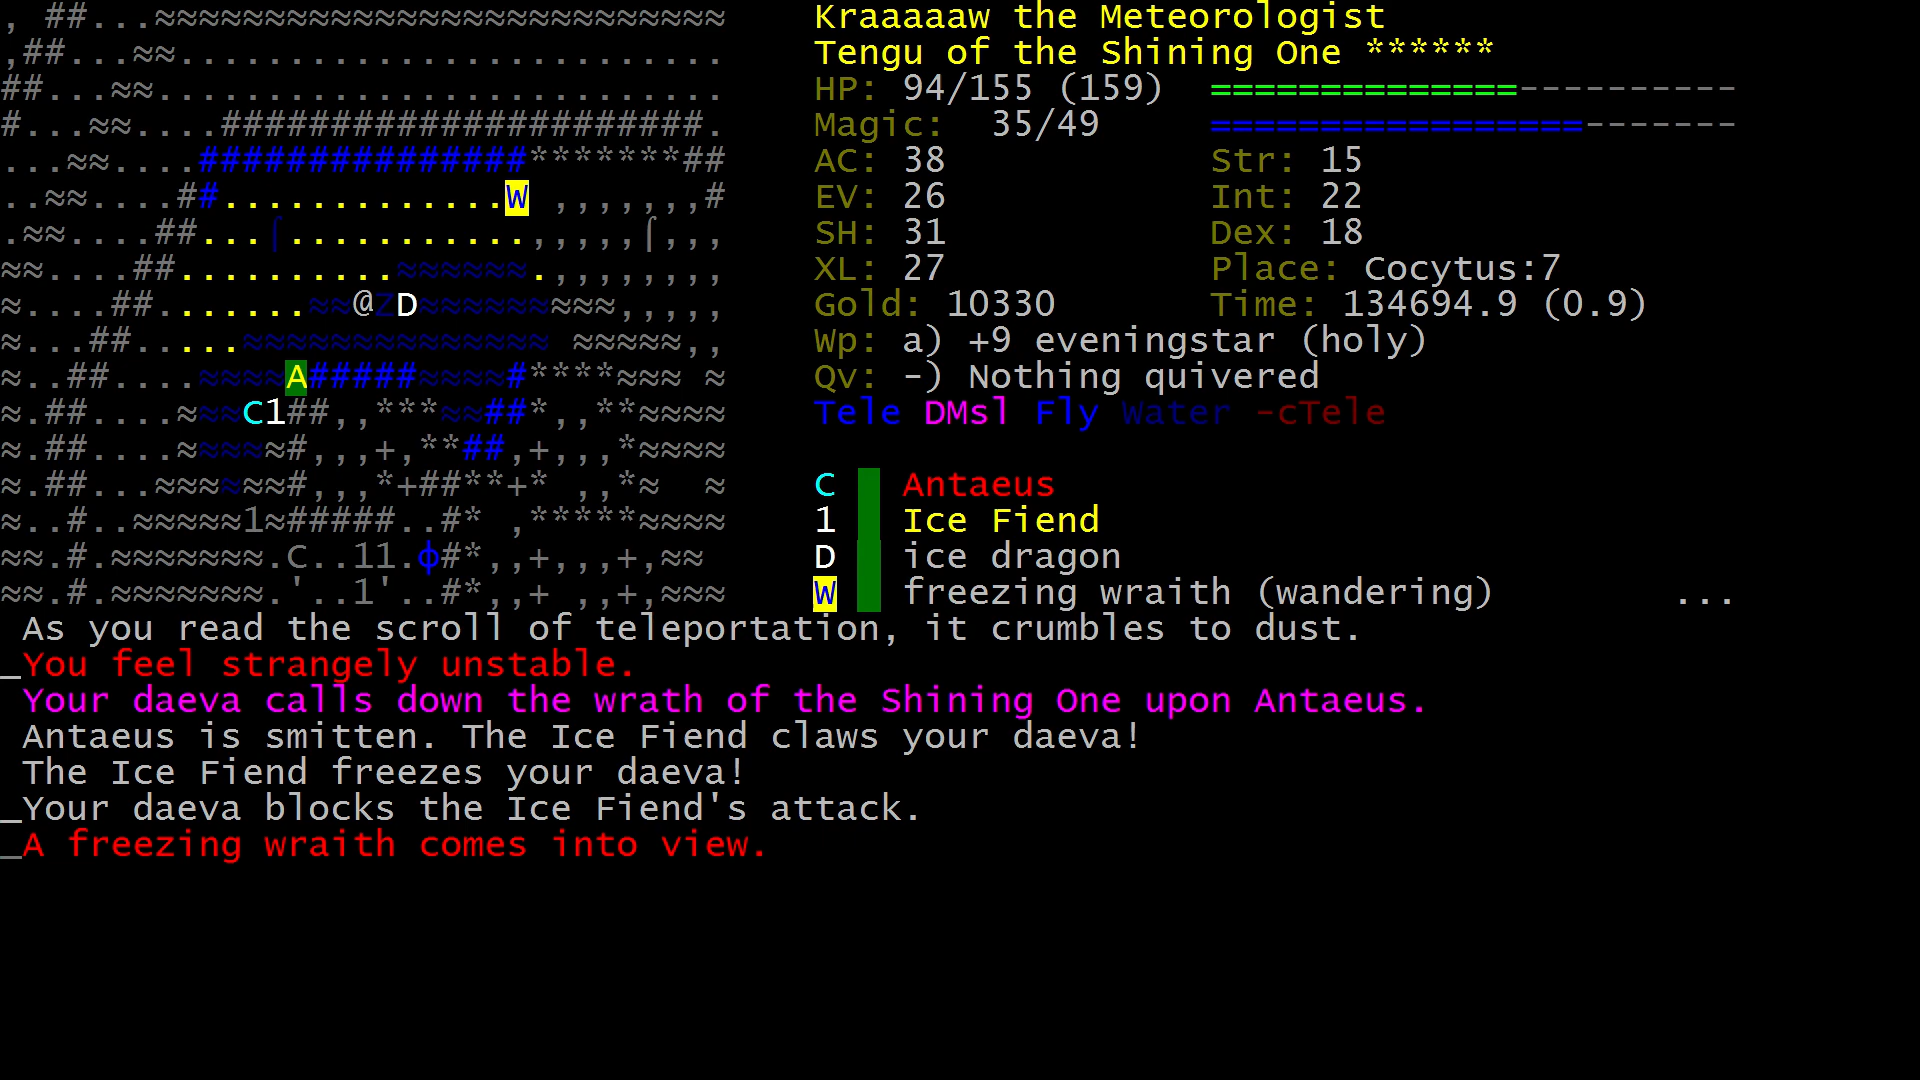 , ##...≈≈≈≈≈≈≈≈≈≈≈≈≈≈≈≈≈≈≈≈≈≈≈≈≈≈ Kraaaaaw the Meteorologist
,##...≈≈......................... Tengu of the Shining One ******
##...≈≈.......................... HP: 94/155 (159) ==============----------
#...≈≈....######################. Magic: 35/49 =================-------
...≈≈....###############*******## AC: 38 Str: 15
..≈≈....##.............W ,,,,,,,# EV: 26 Int: 22
.≈≈....##...⌠...........,,,,,⌠,,, SH: 31 Dex: 18
≈≈....##..........≈≈≈≈≈≈.,,,,,,,, XL: 27 Place: Cocytus:7
≈....##.......≈≈@ZD≈≈≈≈≈≈≈≈≈,,,,, Gold: 10330 Time: 134694.9 (0.9)
≈...##.....≈≈≈≈≈≈≈≈≈≈≈≈≈≈ ≈≈≈≈≈,, Wp: a) +9 eveningstar (holy)
≈..##....≈≈≈≈A#####≈≈≈≈#****≈≈≈ ≈ Qv: -) Nothing quivered
≈.##....≈≈≈C1##,,***≈≈##*,,**≈≈≈≈ Tele DMsl Fly Water -cTele
≈.##....≈≈≈≈≈#,,,+,**##,+,,,*≈≈≈≈
≈.##...≈≈≈≈≈≈#,,,*+##**+* ,,*≈  ≈ C Antaeus
≈..#..≈≈≈≈≈1≈#####..#* ,*****≈≈≈≈ 1 Ice Fiend
≈≈.#.≈≈≈≈≈≈≈.C..11.ϕ#*,,+,,,+,≈≈ D ice dragon
≈≈.#.≈≈≈≈≈≈≈.'..1'..#*,,+ ,,+,≈≈≈ W freezing wraith (wandering) ...
As you read the scroll of teleportation, it crumbles to dust.
_You feel strangely unstable.
Your daeva calls down the wrath of the Shining One upon Antaeus.
Antaeus is smitten. The Ice Fiend claws your daeva!
The Ice Fiend freezes your daeva!
_Your daeva blocks the Ice Fiend's attack.
_A freezing wraith comes into view.